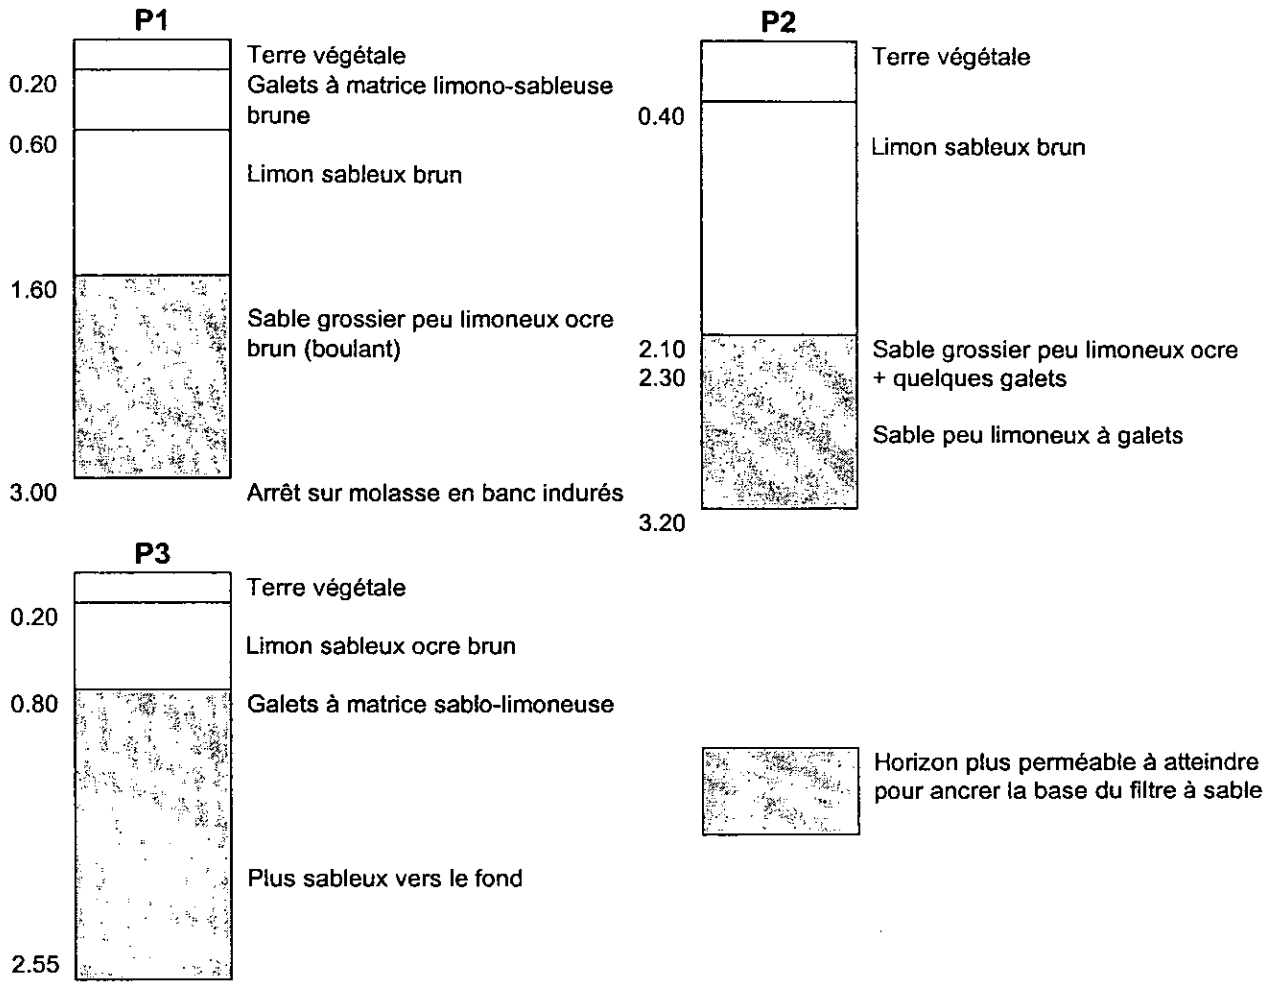 P1
Terre végétale
0.20
Galets à matrice limono-sableuse
brune
0.60
Limon sableux brun
1.60
Sable grossier peu limoneux ocre
brun (boulant)
3.00
Arrêt sur molasse en banc indurés
P2
Terre végétale
0.40
Limon sableux brun
2.10
Sable grossier peu limoneux ocre
2.30
+ quelques galets
Sable peu limoneux à galets
3.20
P3
Terre végétale
0.20
Limon sableux ocre brun
0.80
Galets à matrice sablo-limoneuse
Plus sableux vers le fond
2.55
Horizon plus perméable à atteindre
pour ancrer la base du filtre à sable